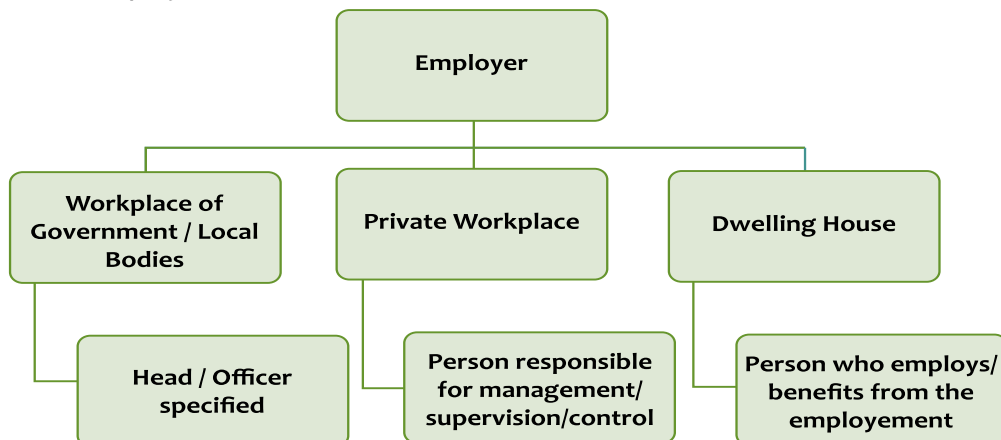 Employer
Workplace of
Government / Local
Bodies
Private Workplace
Dwelling House
Head / Officer
specified
Person responsible
for management/
supervision/control
Person who employs/
benefits from the
employement